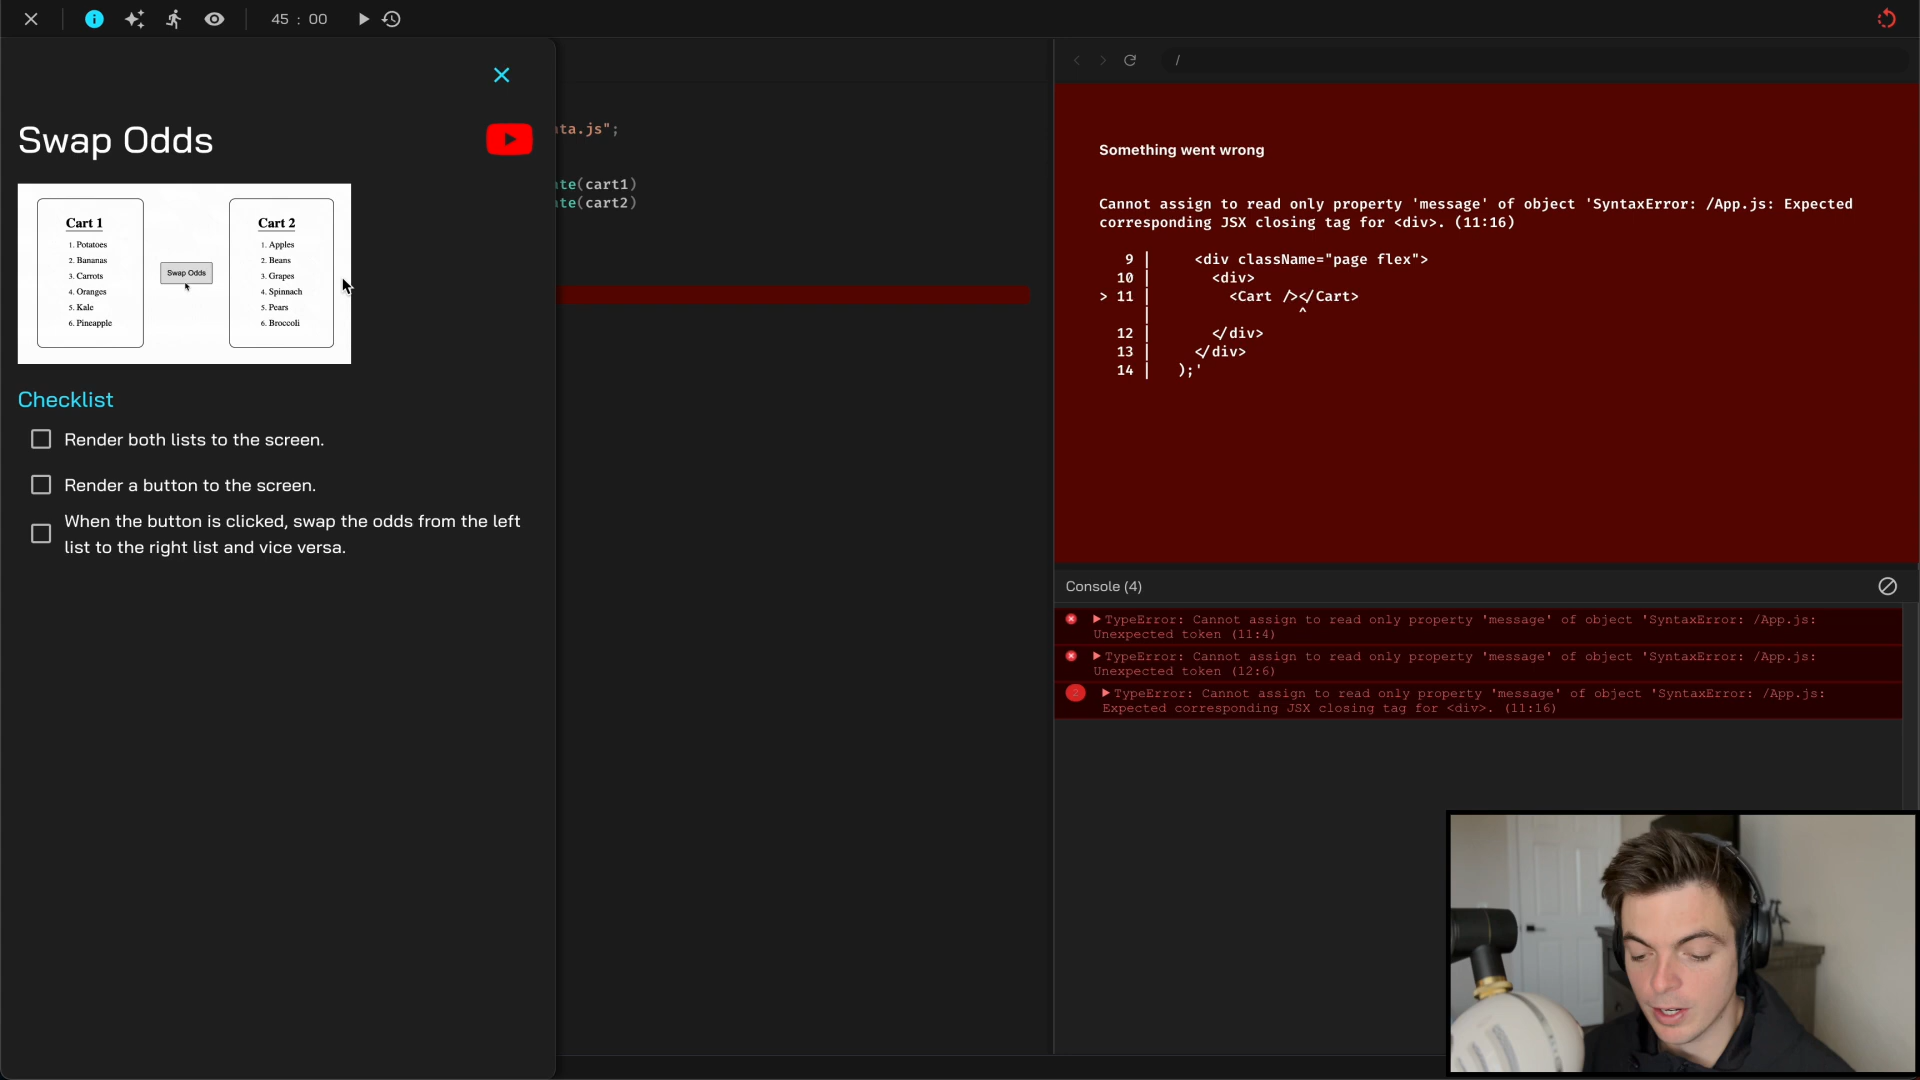 45 : 00
/
Swap Odds
Cart 1
1. Potatoes
2. Bananas
3. Carrots
4. Oranges
5. Kale
6. Pineapple
Swap Odds
Cart 2
1. Apples
2. Beans
3. Grapes
4. Spinnach
5. Pears
6. Broccoli
Checklist
Render both lists to the screen.
Render a button to the screen.
When the button is clicked, swap the odds from the left
list to the right list and vice versa.
ata.js";
ate(cart1)
ate(cart2)
Something went wrong
Cannot assign to read only property 'message' of object 'SyntaxError: /App.js: Expected
corresponding JSX closing tag for <div>. (11:16)
9 | <div className="page flex">
10 | <div>
> 11 | <Cart /></Cart>
| ^
12 | </div>
13 | </div>
14 | );'
Console (4)
TypeError: Cannot assign to read only property 'message' of object 'SyntaxError: /App.js:
Unexpected token (11:4)
TypeError: Cannot assign to read only property 'message' of object 'SyntaxError: /App.js:
Unexpected token (12:6)
2 TypeError: Cannot assign to read only property 'message' of object 'SyntaxError: /App.js:
Expected corresponding JSX closing tag for <div>. (11:16)